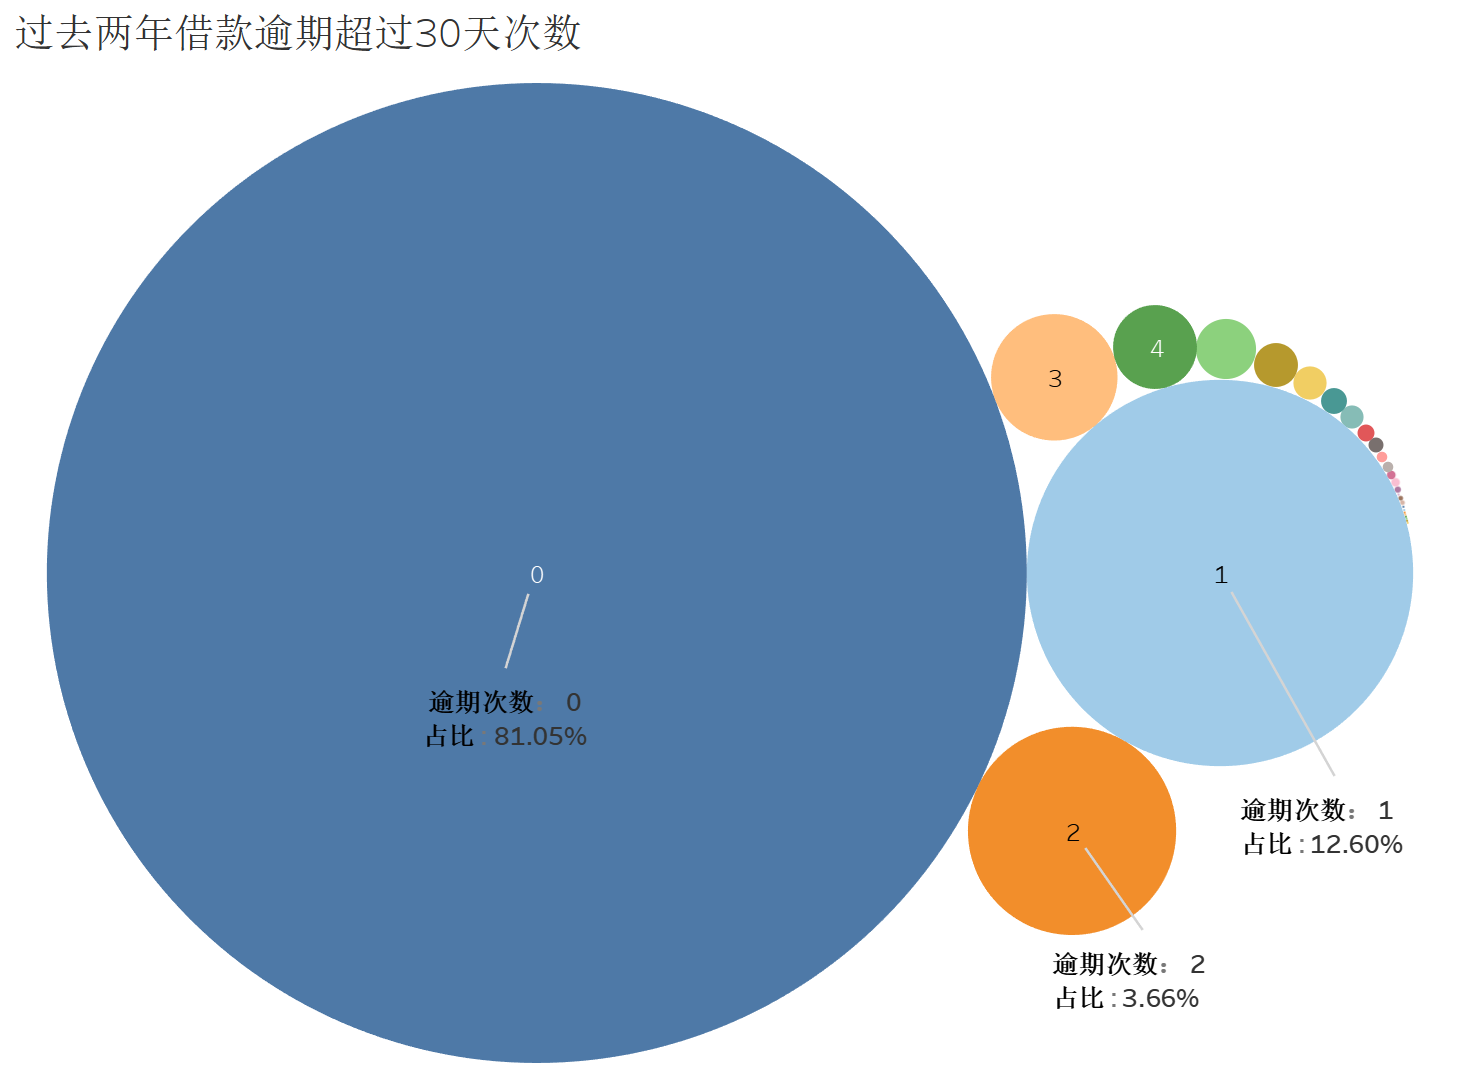 过去两年借款逾期超过30天次数
3
4
0
1
逾期次数： 0
占比:81.05%
逾期次数： 1
占比:12.60%
2
逾期次数： 2
占比:3.66%